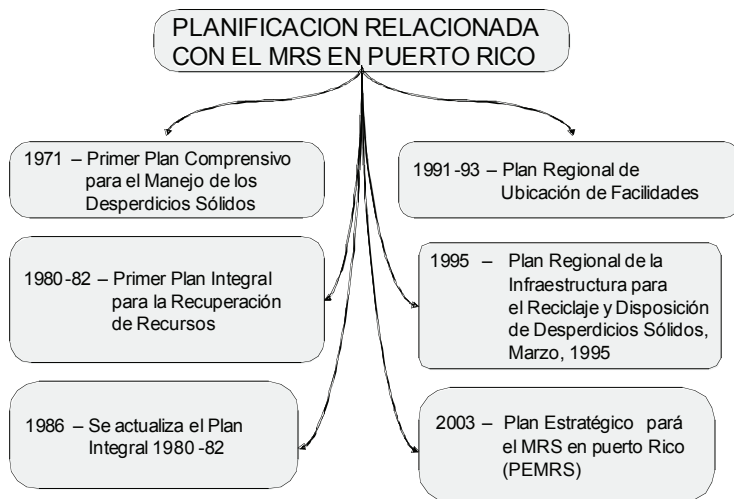 PLANIFICACION RELACIONADA
CON EL MRS EN PUERTO RICO
1971 – Primer Plan Comprensivo
para el Manejo de los
Desperdicios Sólidos
1980-82 – Primer Plan Integral
para la Recuperación
de Recursos
1986 – Se actualiza el Plan
Integral 1980-82
1991-93 – Plan Regional de
Ubicación de Facilidades
1995 – Plan Regional de la
Infraestructura para
el Reciclaje y Disposición
de Desperdicios Sólidos,
Marzo, 1995
2003 – Plan Estratégico pará
el MRS en puerto Rico
(PEMRS)